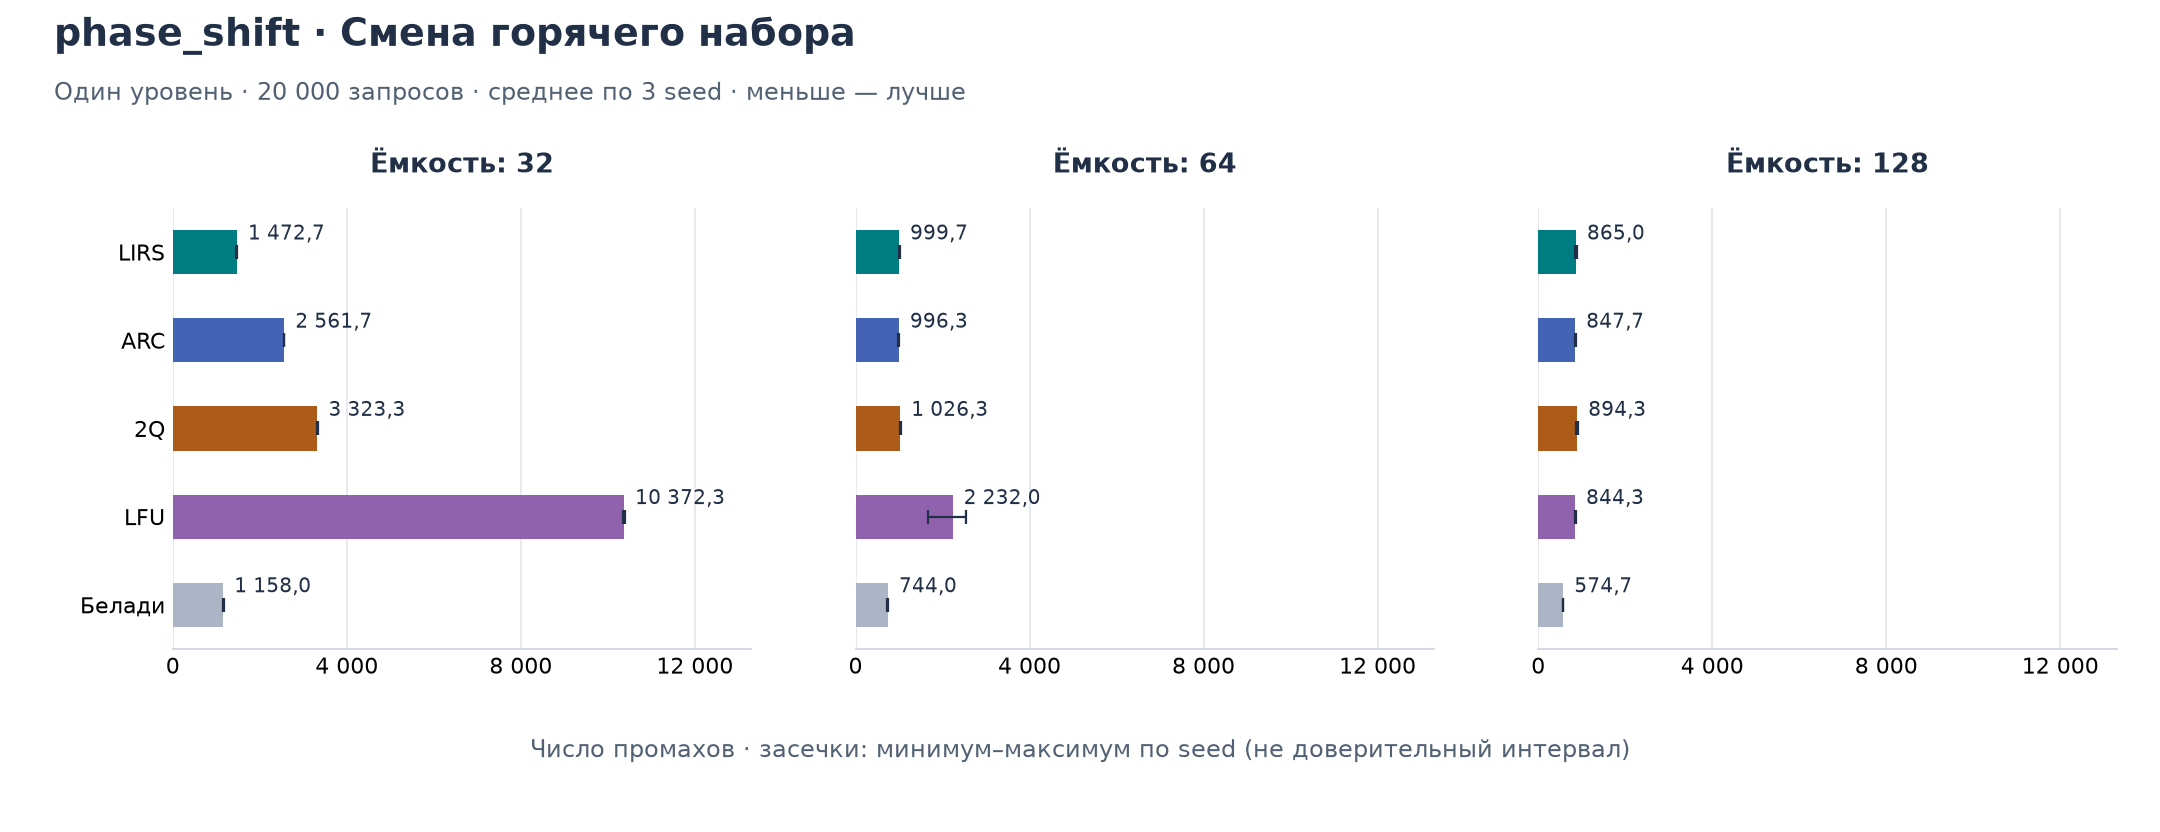 phase_shift · Смена горячего набора
Один уровень · 20 000 запросов · среднее по 3 seed · меньше — лучше
Ёмкость: 32
Ёмкость: 64
Ёмкость: 128
LIRS
1 472,7
999,7
865,0
ARC
2 561,7
996,3
847,7
2Q
3 323,3
1 026,3
894,3
LFU
10 372,3
2 232,0
844,3
Белади
1 158,0
744,0
574,7
0 4 000 8 000 12 000
0 4 000 8 000 12 000
0 4 000 8 000 12 000
Число промахов · засечки: минимум–максимум по seed (не доверительный интервал)